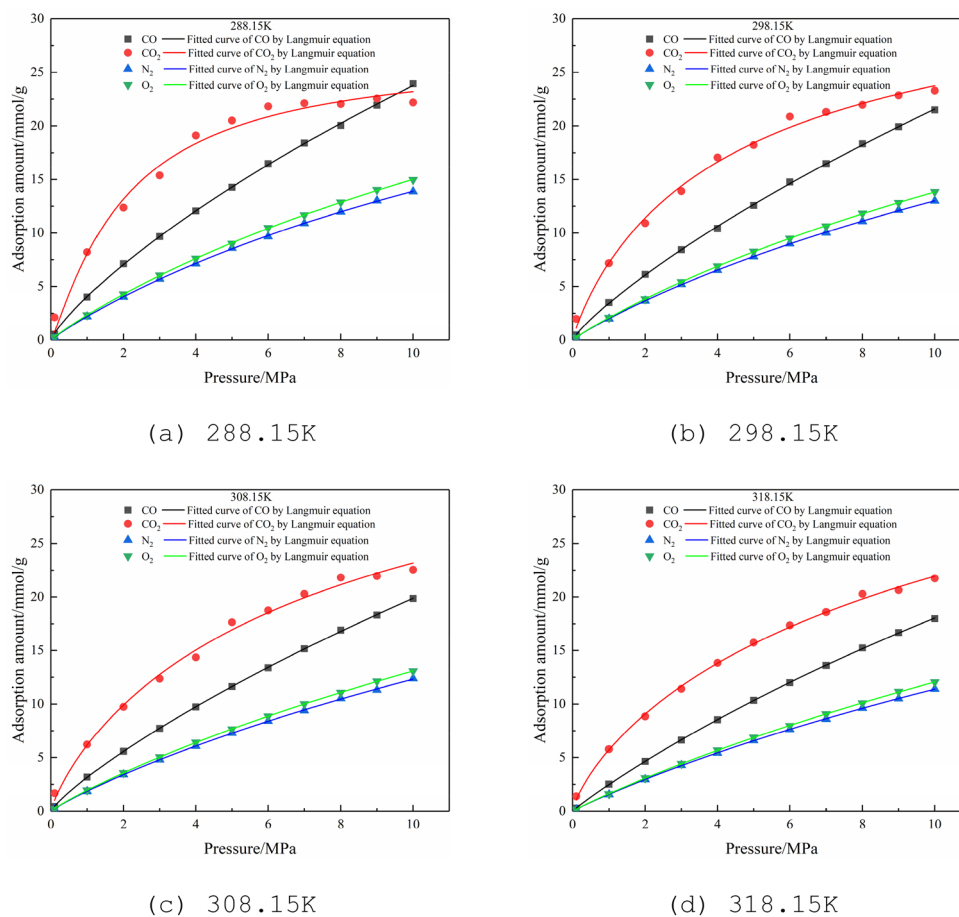 288.15K
CO Fitted curve of CO by Langmuir equation
CO₂ Fitted curve of CO₂ by Langmuir equation
N₂ Fitted curve of N₂ by Langmuir equation
O₂ Fitted curve of O₂ by Langmuir equation
Adsorption amount/mmol/g
30
25
20
15
10
5
0
0 2 4 6 8 10
Pressure/MPa
(a) 288.15K
298.15K
CO Fitted curve of CO by Langmuir equation
CO₂ Fitted curve of CO₂ by Langmuir equation
N₂ Fitted curve of N₂ by Langmuir equation
O₂ Fitted curve of O₂ by Langmuir equation
Adsorption amount/mmol/g
30
25
20
15
10
5
0
0 2 4 6 8 10
Pressure/MPa
(b) 298.15K
308.15K
CO Fitted curve of CO by Langmuir equation
CO₂ Fitted curve of CO₂ by Langmuir equation
N₂ Fitted curve of N₂ by Langmuir equation
O₂ Fitted curve of O₂ by Langmuir equation
Adsorption amount/mmol/g
30
25
20
15
10
5
0
0 2 4 6 8 10
Pressure/MPa
(c) 308.15K
318.15K
CO Fitted curve of CO by Langmuir equation
CO₂ Fitted curve of CO₂ by Langmuir equation
N₂ Fitted curve of N₂ by Langmuir equation
O₂ Fitted curve of O₂ by Langmuir equation
Adsorption amount/mmol/g
30
25
20
15
10
5
0
0 2 4 6 8 10
Pressure/MPa
(d) 318.15K